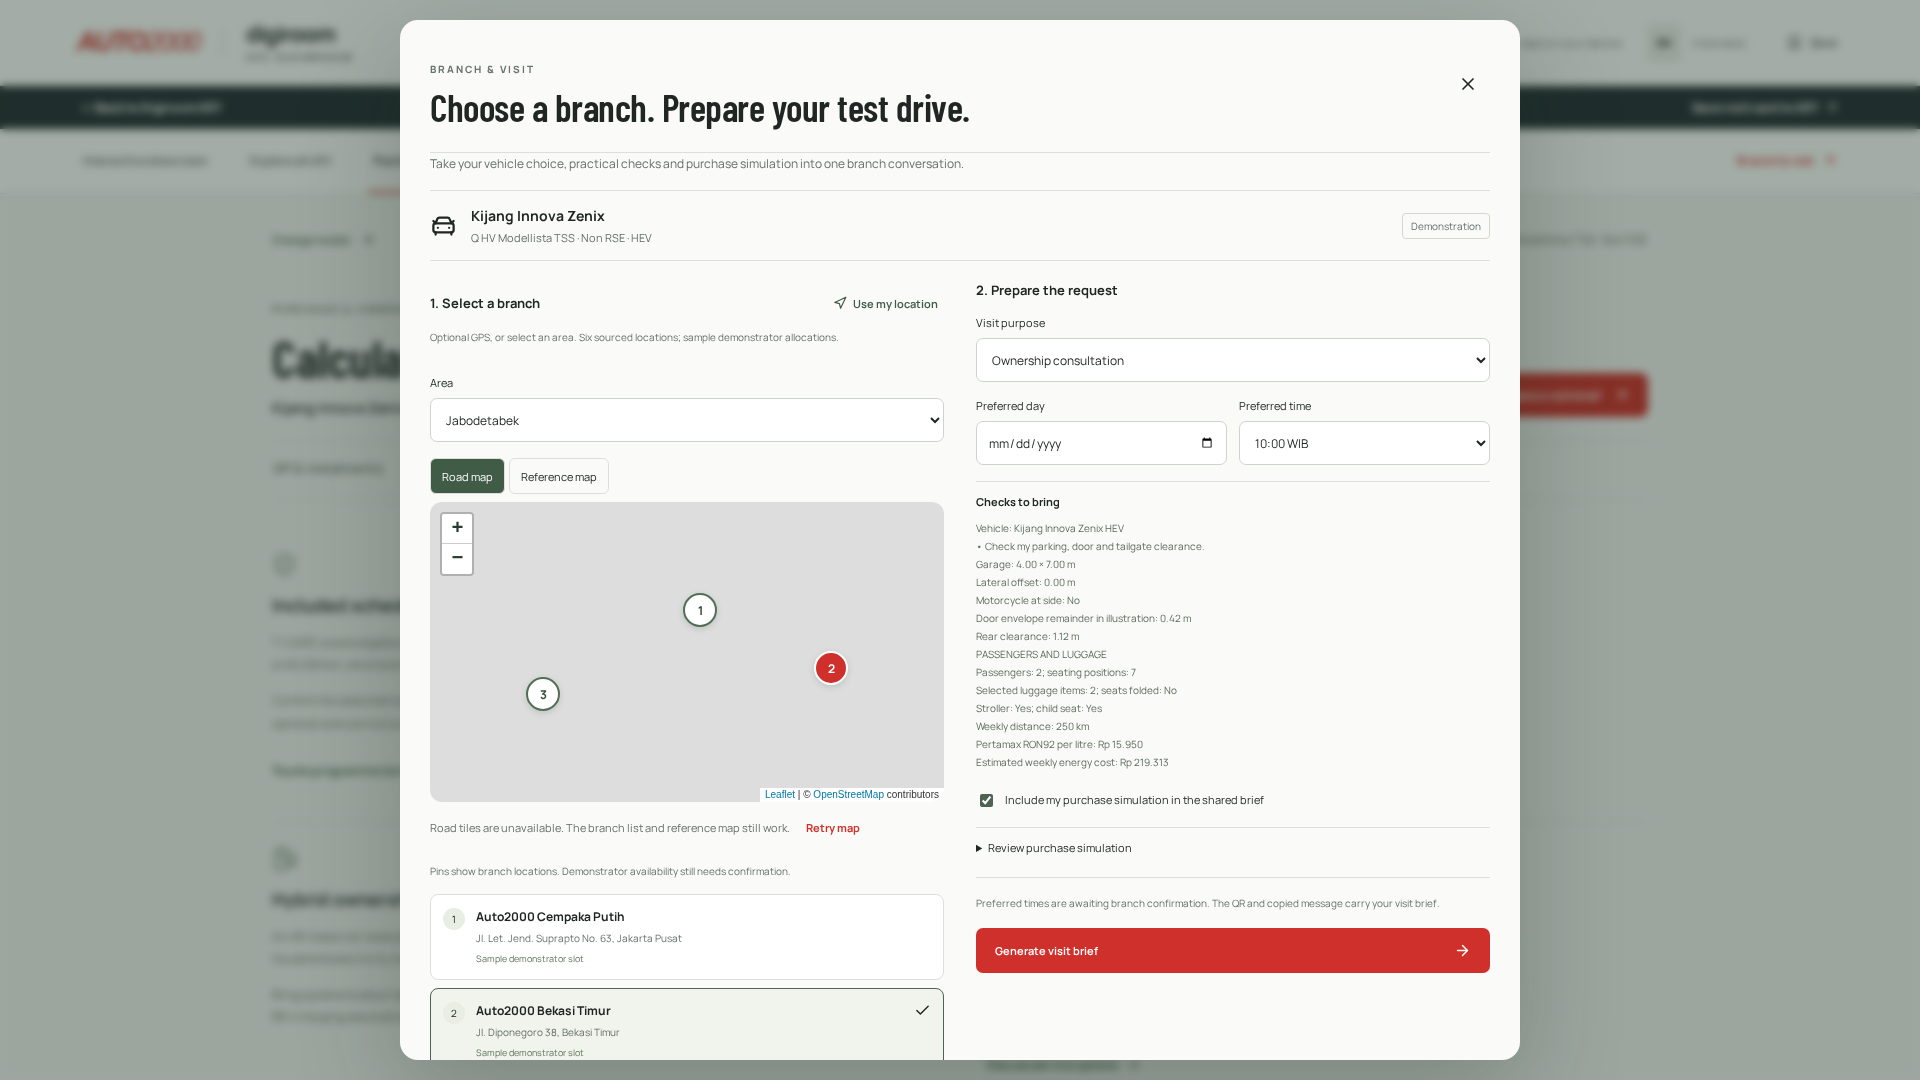 AUTO2000
digiroom
BRANCH & VISIT
Choose a branch. Prepare your test drive.
Take your vehicle choice, practical checks and purchase simulation into one branch conversation.
Kijang Innova Zenix
Q HV Modellista TSS · Non RSE · HEV
Demonstration
1. Select a branch
Use my location
Optional GPS, or select an area. Six sourced locations; sample demonstrator allocations.
Area
Jabodetabek
Road map
Reference map
+
−
1
2
3
Leaflet | © OpenStreetMap contributors
Road tiles are unavailable. The branch list and reference map still work.
Retry map
Pins show branch locations. Demonstrator availability still needs confirmation.
1
Auto2000 Cempaka Putih
Jl. Let. Jend. Suprapto No. 63, Jakarta Pusat
Sample demonstrator slot
2
Auto2000 Bekasi Timur
Jl. Diponegoro 38, Bekasi Timur
Sample demonstrator slot
2. Prepare the request
Visit purpose
Ownership consultation
Preferred day
Preferred time
mm/dd/yyyy
10:00 WIB
Checks to bring
Vehicle: Kijang Innova Zenix HEV
• Check my parking, door and tailgate clearance.
Garage: 4.00 × 7.00 m
Lateral offset: 0.00 m
Motorcycle at side: No
Door envelope remainder in illustration: 0.42 m
Rear clearance: 1.12 m
PASSENGERS AND LUGGAGE
Passengers: 2; seating positions: 7
Selected luggage items: 2; seats folded: No
Stroller: Yes; child seat: Yes
Weekly distance: 250 km
Pertamax RON92 per litre: Rp 15.950
Estimated weekly energy cost: Rp 219.313
Include my purchase simulation in the shared brief
Review purchase simulation
Preferred times are awaiting branch confirmation. The QR and copied message carry your visit brief.
Generate visit brief
Calcula